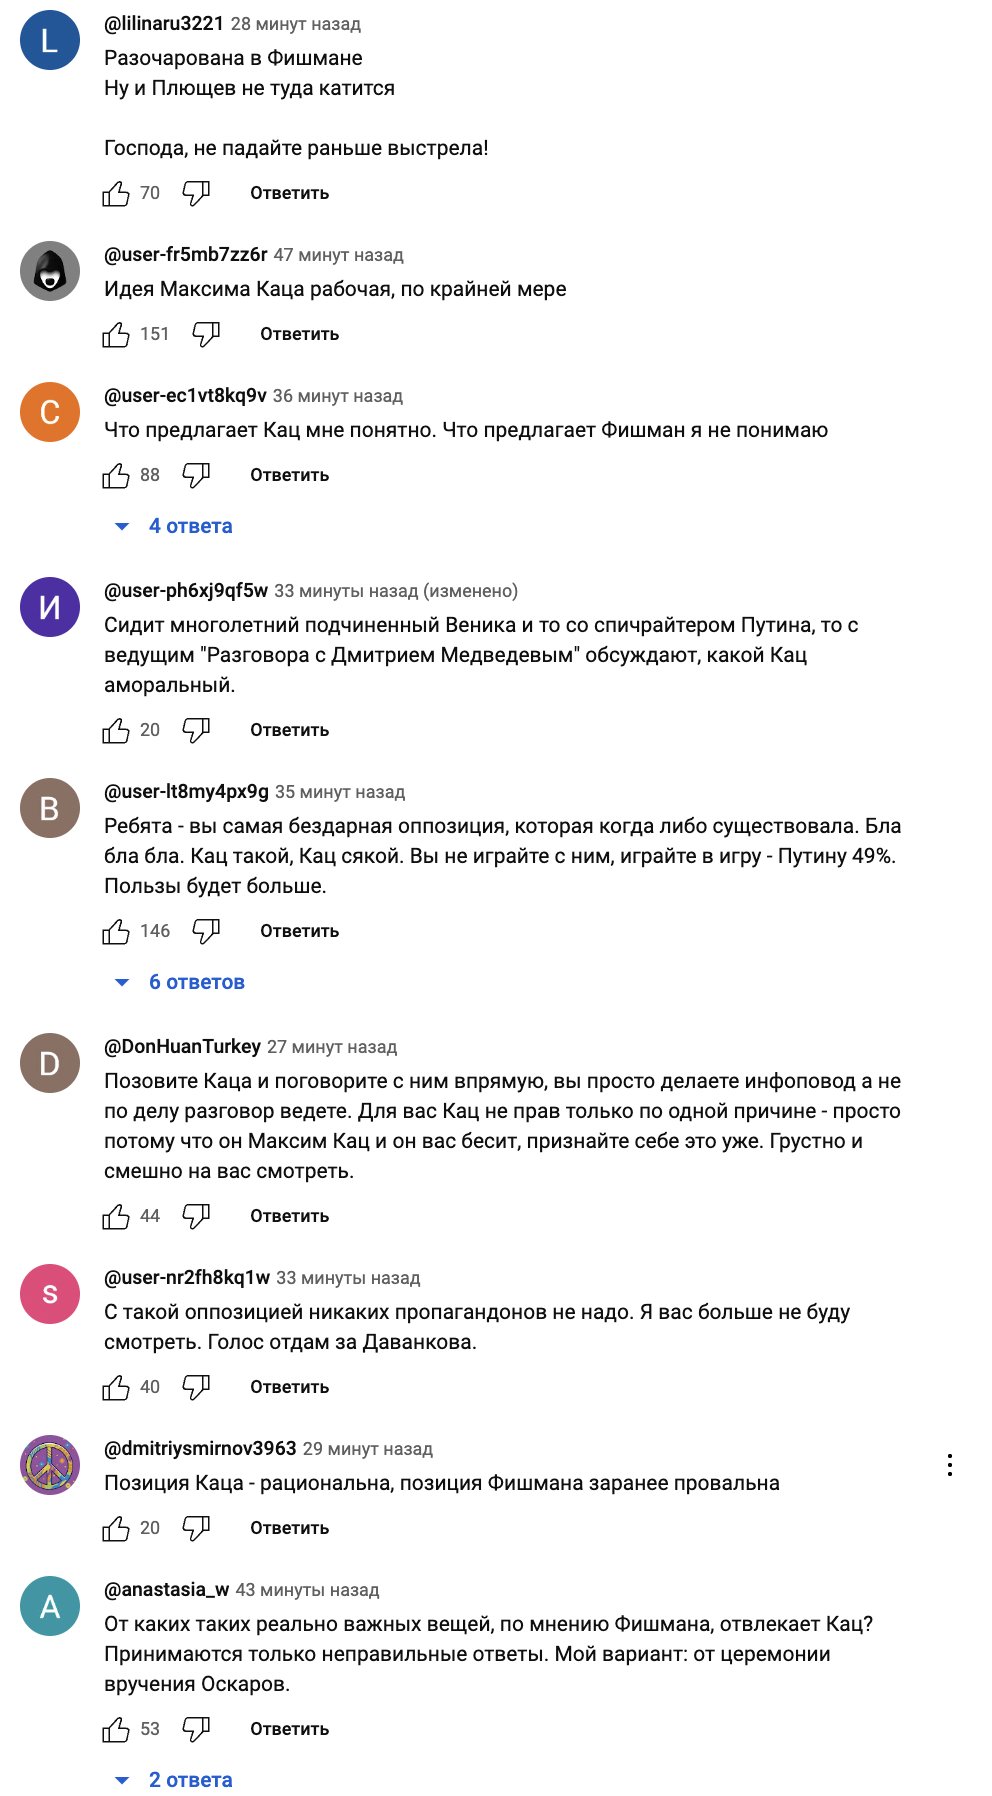 L
@lilinaru3221 28 минут назад
Разочарована в Фишмане
Ну и Плющев не туда катится
Господа, не падайте раньше выстрела!
70 Ответить
@user-fr5mb7zz6r 47 минут назад
Идея Максима Каца рабочая, по крайней мере
151 Ответить
С
@user-ec1vt8kq9v 36 минут назад
Что предлагает Кац мне понятно. Что предлагает Фишман я не понимаю
88 Ответить
4 ответа
И
@user-ph6xj9qf5w 33 минуты назад (изменено)
Сидит многолетний подчиненный Веника и то со спичрайтером Путина, то с
ведущим "Разговора с Дмитрием Медведевым" обсуждают, какой Кац
аморальный.
20 Ответить
В
@user-lt8my4px9g 35 минут назад
Ребята - вы самая бездарная оппозиция, которая когда либо существовала. Бла
бла бла. Кац такой, Кац сякой. Вы не играйте с ним, играйте в игру - Путину 49%.
Пользы будет больше.
146 Ответить
6 ответов
D
@DonHuanTurkey 27 минут назад
Позовите Каца и поговорите с ним впрямую, вы просто делаете инфоповод а не
по делу разговор ведете. Для вас Кац не прав только по одной причине - просто
потому что он Максим Кац и он вас бесит, признайте себе это уже. Грустно и
смешно на вас смотреть.
44 Ответить
s
@user-nr2fh8kq1w 33 минуты назад
С такой оппозицией никаких пропагандонов не надо. Я вас больше не буду
смотреть. Голос отдам за Даванкова.
40 Ответить
@dmitriysmirnov3963 29 минут назад
Позиция Каца - рациональна, позиция Фишмана заранее провальна
20 Ответить
A
@anastasia_w 43 минуты назад
От каких таких реально важных вещей, по мнению Фишмана, отвлекает Кац?
Принимаются только неправильные ответы. Мой вариант: от церемонии
вручения Оскаров.
53 Ответить
2 ответа